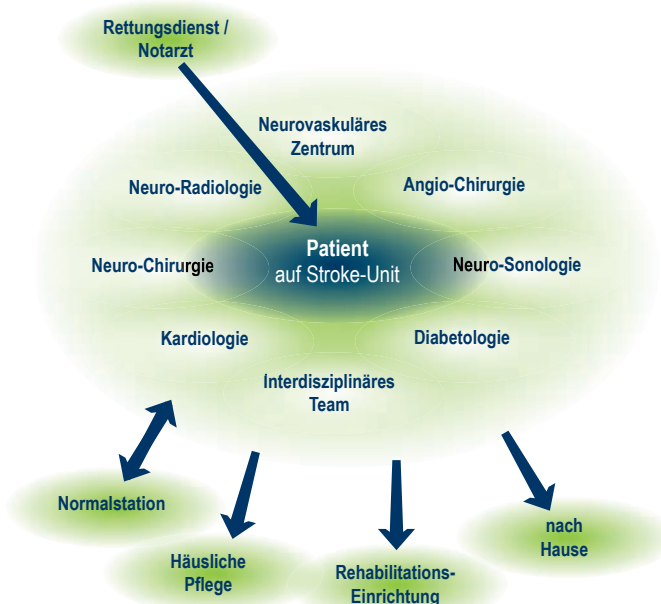 Rettungsdienst /
Notarzt
Neurovaskuläres
Zentrum
Neuro-Radiologie
Angio-Chirurgie
Patient
auf Stroke-Unit
Neuro-Chirurgie
Neuro-Sonologie
Kardiologie
Diabetologie
Interdisziplinäres
Team
Normalstation
nach
Hause
Häusliche
Pflege
Rehabilitations-
Einrichtung